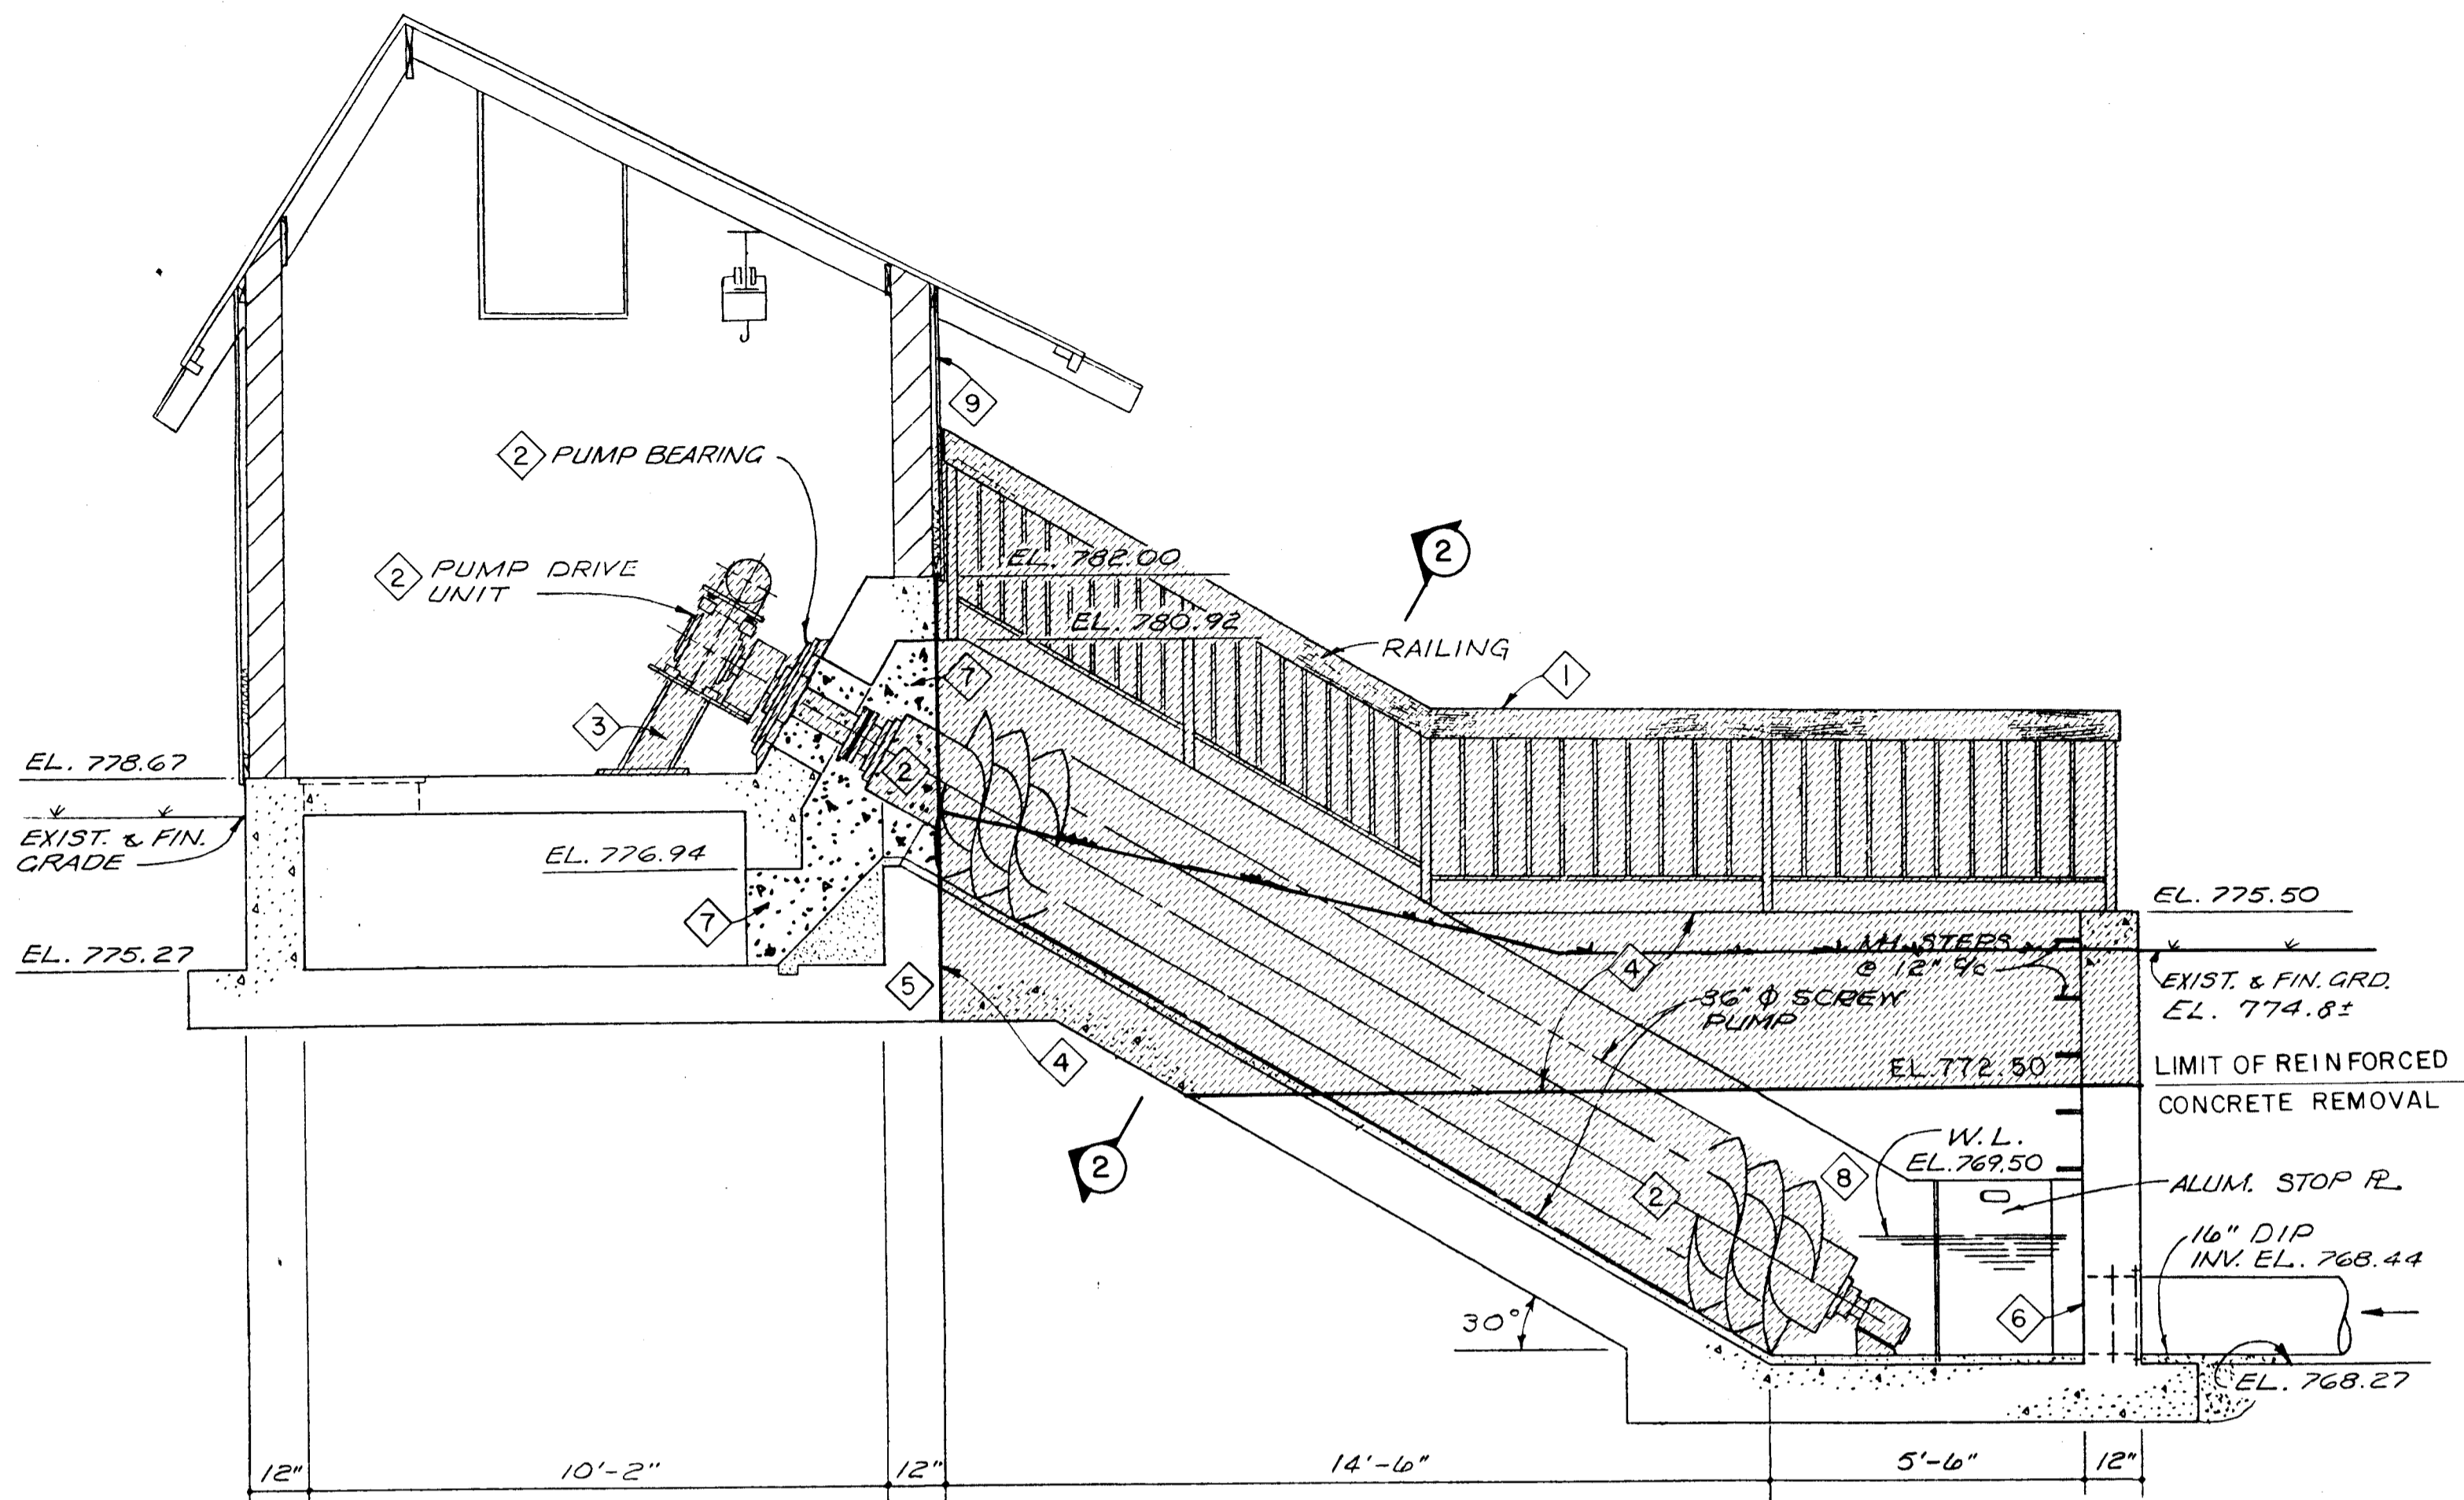 9
2 PUMP BEARING
2
EL. 782.00
2 PUMP DRIVE
UNIT
EL. 780.92
RAILING
1
7
3
2
EL. 778.67
EXIST. & FIN.
GRADE
EL. 776.94
7
EL. 775.50
EL. 775.27
MH. STEPS
@ 12" c/c
4
5
36" Φ SCREW
PUMP
EXIST. & FIN. GRD.
EL. 774.8±
4
EL. 772.50
LIMIT OF REINFORCED
CONCRETE REMOVAL
2
W.L.
EL. 769.50
8
2
ALUM. STOP PL
16" DIP
INV. EL. 768.44
30°
6
EL. 768.27
12" 10'-2" 12" 14'-6" 5'-6" 12"